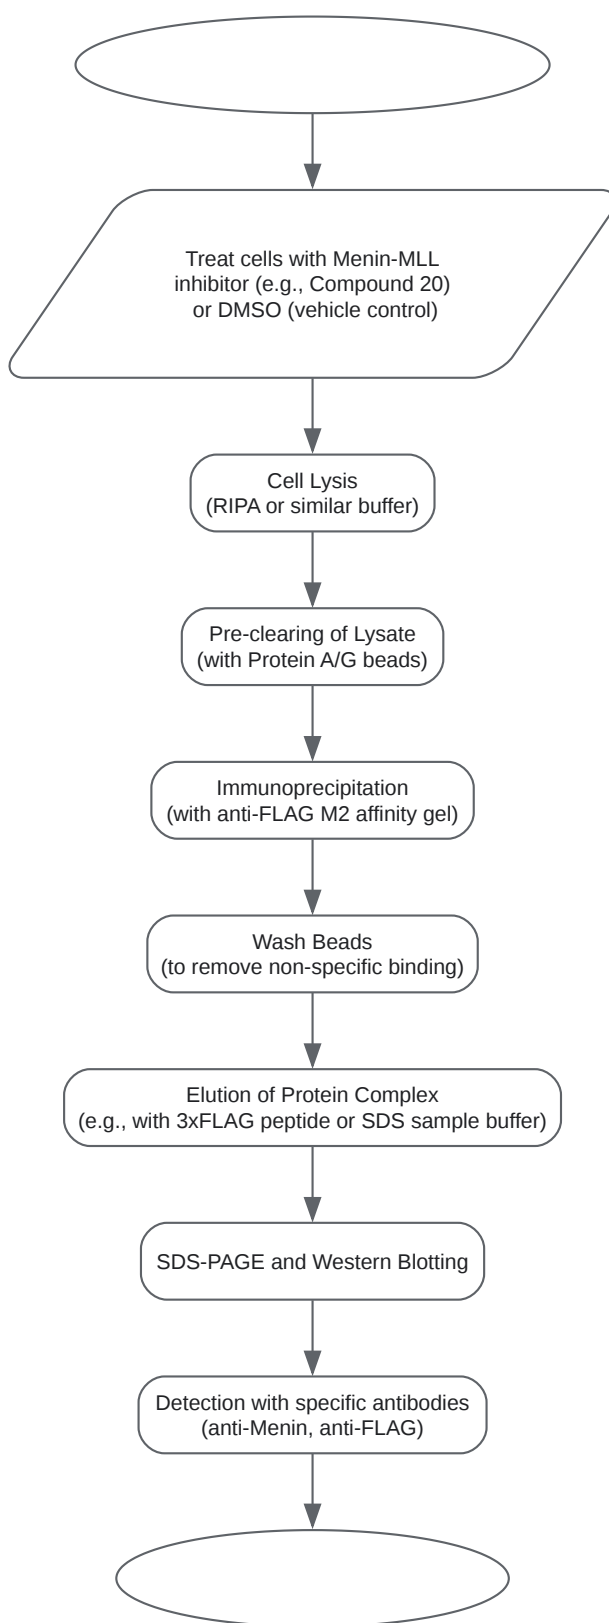 Treat cells with Menin-MLL
inhibitor (e.g., Compound 20)
or DMSO (vehicle control)
Cell Lysis
(RIPA or similar buffer)
Pre-clearing of Lysate
(with Protein A/G beads)
Immunoprecipitation
(with anti-FLAG M2 affinity gel)
Wash Beads
(to remove non-specific binding)
Elution of Protein Complex
(e.g., with 3xFLAG peptide or SDS sample buffer)
SDS-PAGE and Western Blotting
Detection with specific antibodies
(anti-Menin, anti-FLAG)